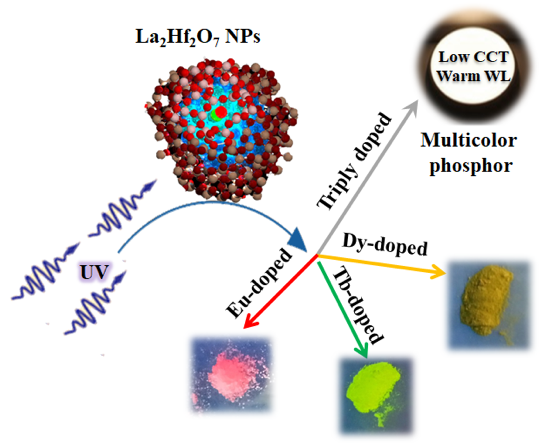 La₂Hf₂O₇ NPs
Low CCT
Warm WL
Multicolor
phosphor
Triply doped
Dy-doped
UV
Eu-doped
Tb-doped